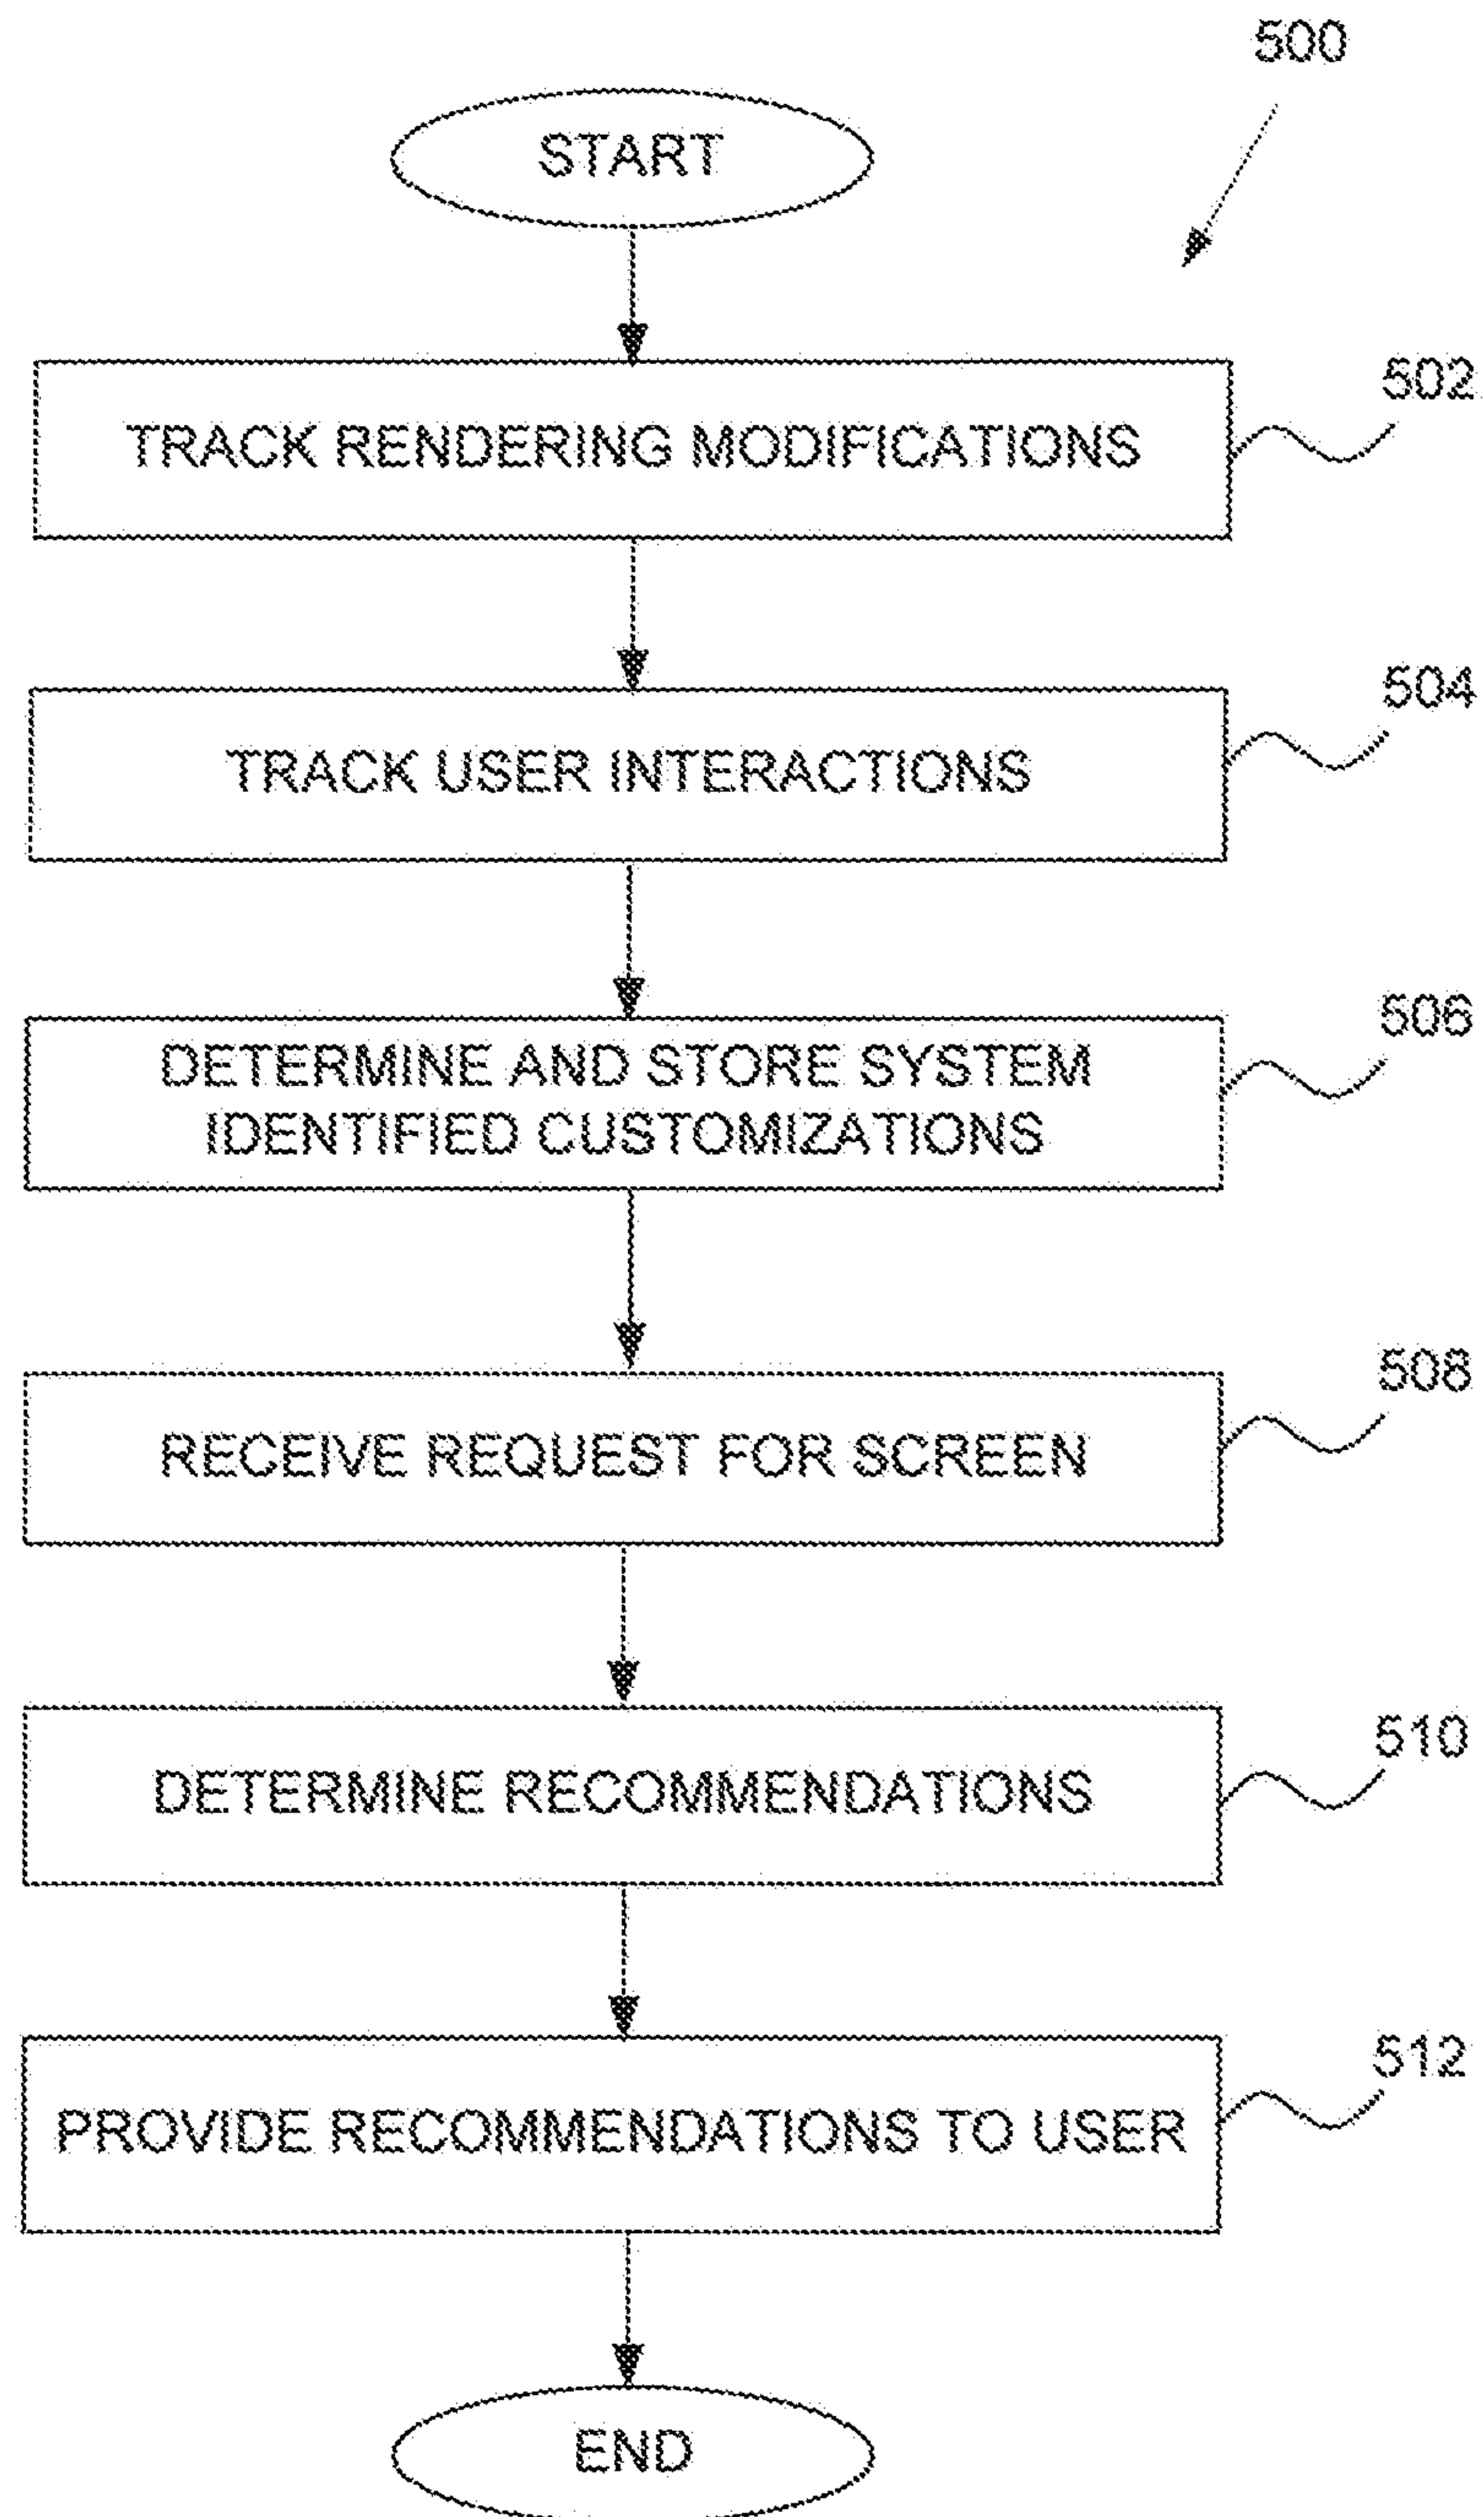 500
START
TRACK RENDERING MODIFICATIONS
502
TRACK USER INTERACTIONS
504
DETERMINE AND STORE SYSTEM
IDENTIFIED CUSTOMIZATIONS
506
RECEIVE REQUEST FOR SCREEN
508
DETERMINE RECOMMENDATIONS
510
PROVIDE RECOMMENDATIONS TO USER
512
END